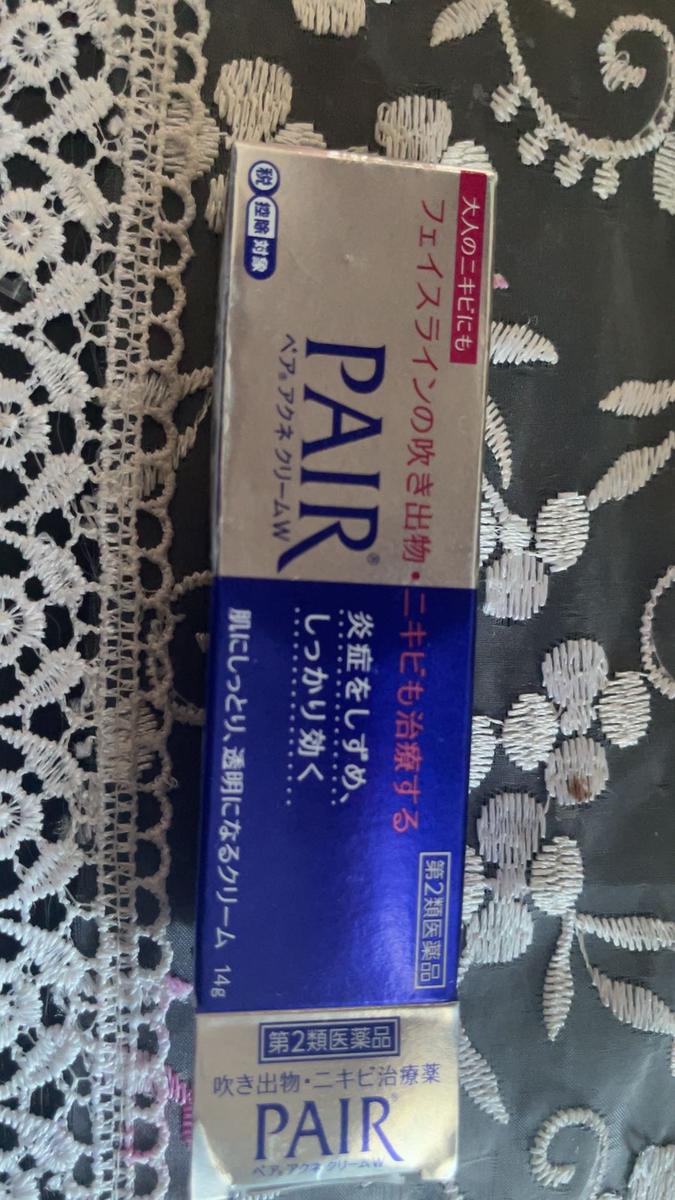 大人のニキビにも
フェイスラインの吹き出物・ニキビも治療する
税 控除対象
PAIR®
ペア®アクネクリームW
炎症をしずめ、
しっかり効く
肌にしっとり、透明になるクリーム 14g
第2類医薬品
第2類医薬品
吹き出物・ニキビ治療薬
PAIR®
ペア®アクネクリームW